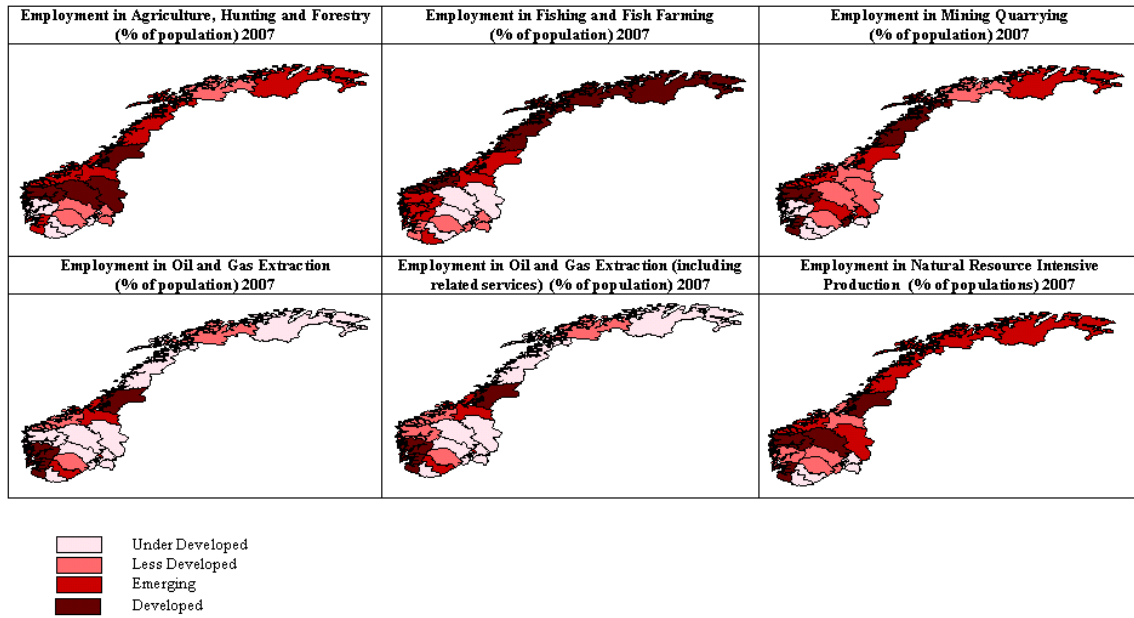 Employment in Agriculture, Hunting and Forestry
(% of population) 2007
Employment in Fishing and Fish Farming
(% of population) 2007
Employment in Mining Quarrying
(% of population) 2007
Employment in Oil and Gas Extraction
(% of population) 2007
Employment in Oil and Gas Extraction (including
related services) (% of population) 2007
Employment in Natural Resource Intensive
Production (% of populations) 2007
Under Developed
Less Developed
Emerging
Developed